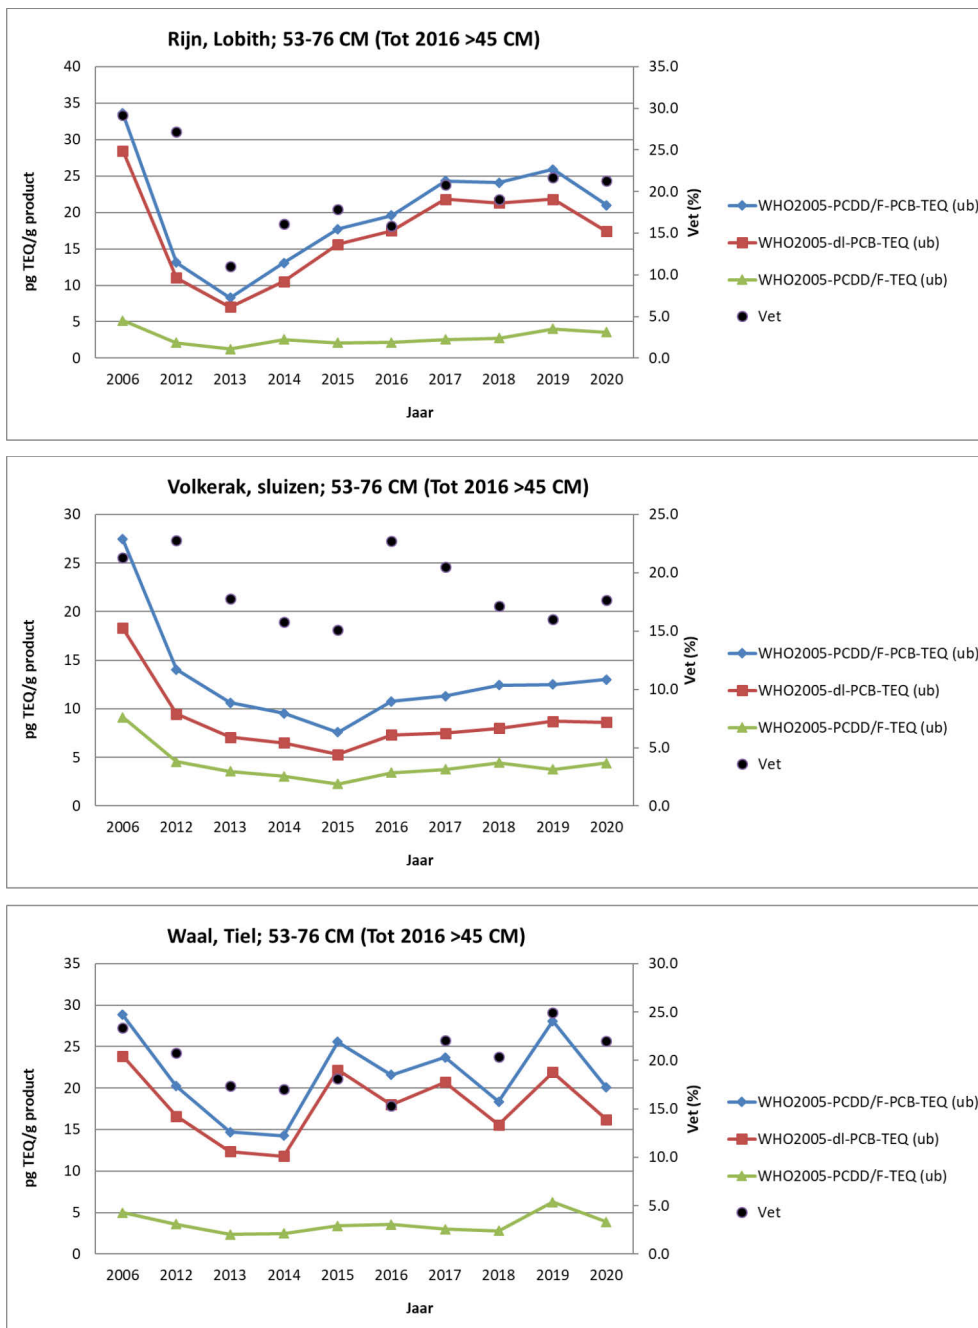 Rijn, Lobith; 53-76 CM (Tot 2016 >45 CM)
40
35
30
25
20
15
10
5
0
pg TEQ/g product
35.0
30.0
25.0
20.0
15.0
10.0
5.0
0.0
Vet (%)
2006 2012 2013 2014 2015 2016 2017 2018 2019 2020
Jaar
WHO2005-PCDD/F-PCB-TEQ (ub)
WHO2005-dl-PCB-TEQ (ub)
WHO2005-PCDD/F-TEQ (ub)
Vet
Volkerak, sluizen; 53-76 CM (Tot 2016 >45 CM)
30
25
20
15
10
5
0
pg TEQ/g product
25.0
20.0
15.0
10.0
5.0
0.0
Vet (%)
2006 2012 2013 2014 2015 2016 2017 2018 2019 2020
Jaar
WHO2005-PCDD/F-PCB-TEQ (ub)
WHO2005-dl-PCB-TEQ (ub)
WHO2005-PCDD/F-TEQ (ub)
Vet
Waal, Tiel; 53-76 CM (Tot 2016 >45 CM)
35
30
25
20
15
10
5
0
pg TEQ/g product
30.0
25.0
20.0
15.0
10.0
5.0
0.0
Vet (%)
2006 2012 2013 2014 2015 2016 2017 2018 2019 2020
Jaar
WHO2005-PCDD/F-PCB-TEQ (ub)
WHO2005-dl-PCB-TEQ (ub)
WHO2005-PCDD/F-TEQ (ub)
Vet